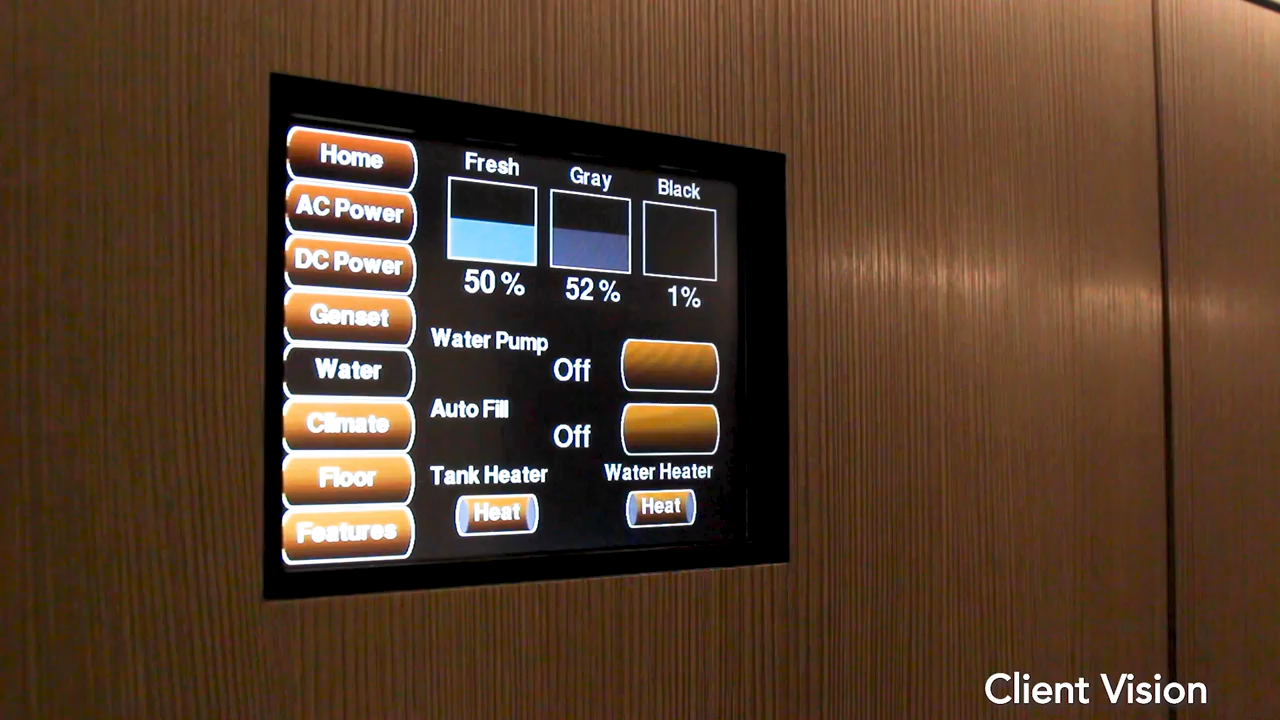 Home
AC Power
DC Power
Genset
Water
Climate
Floor
Features
Fresh
Gray
Black
50 %
52 %
1%
Water Pump
Off
Auto Fill
Off
Tank Heater
Water Heater
Heat
Heat
Client Vision